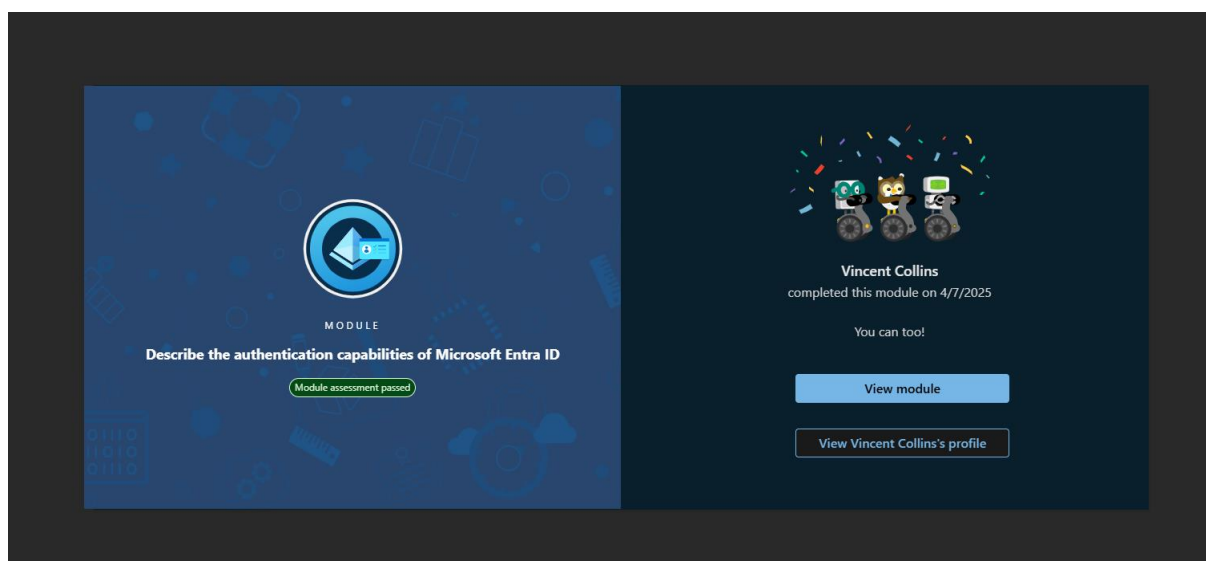 MODULE
Describe the authentication capabilities of Microsoft Entra ID
Module assessment passed
Vincent Collins
completed this module on 4/7/2025
You can too!
View module
View Vincent Collins's profile